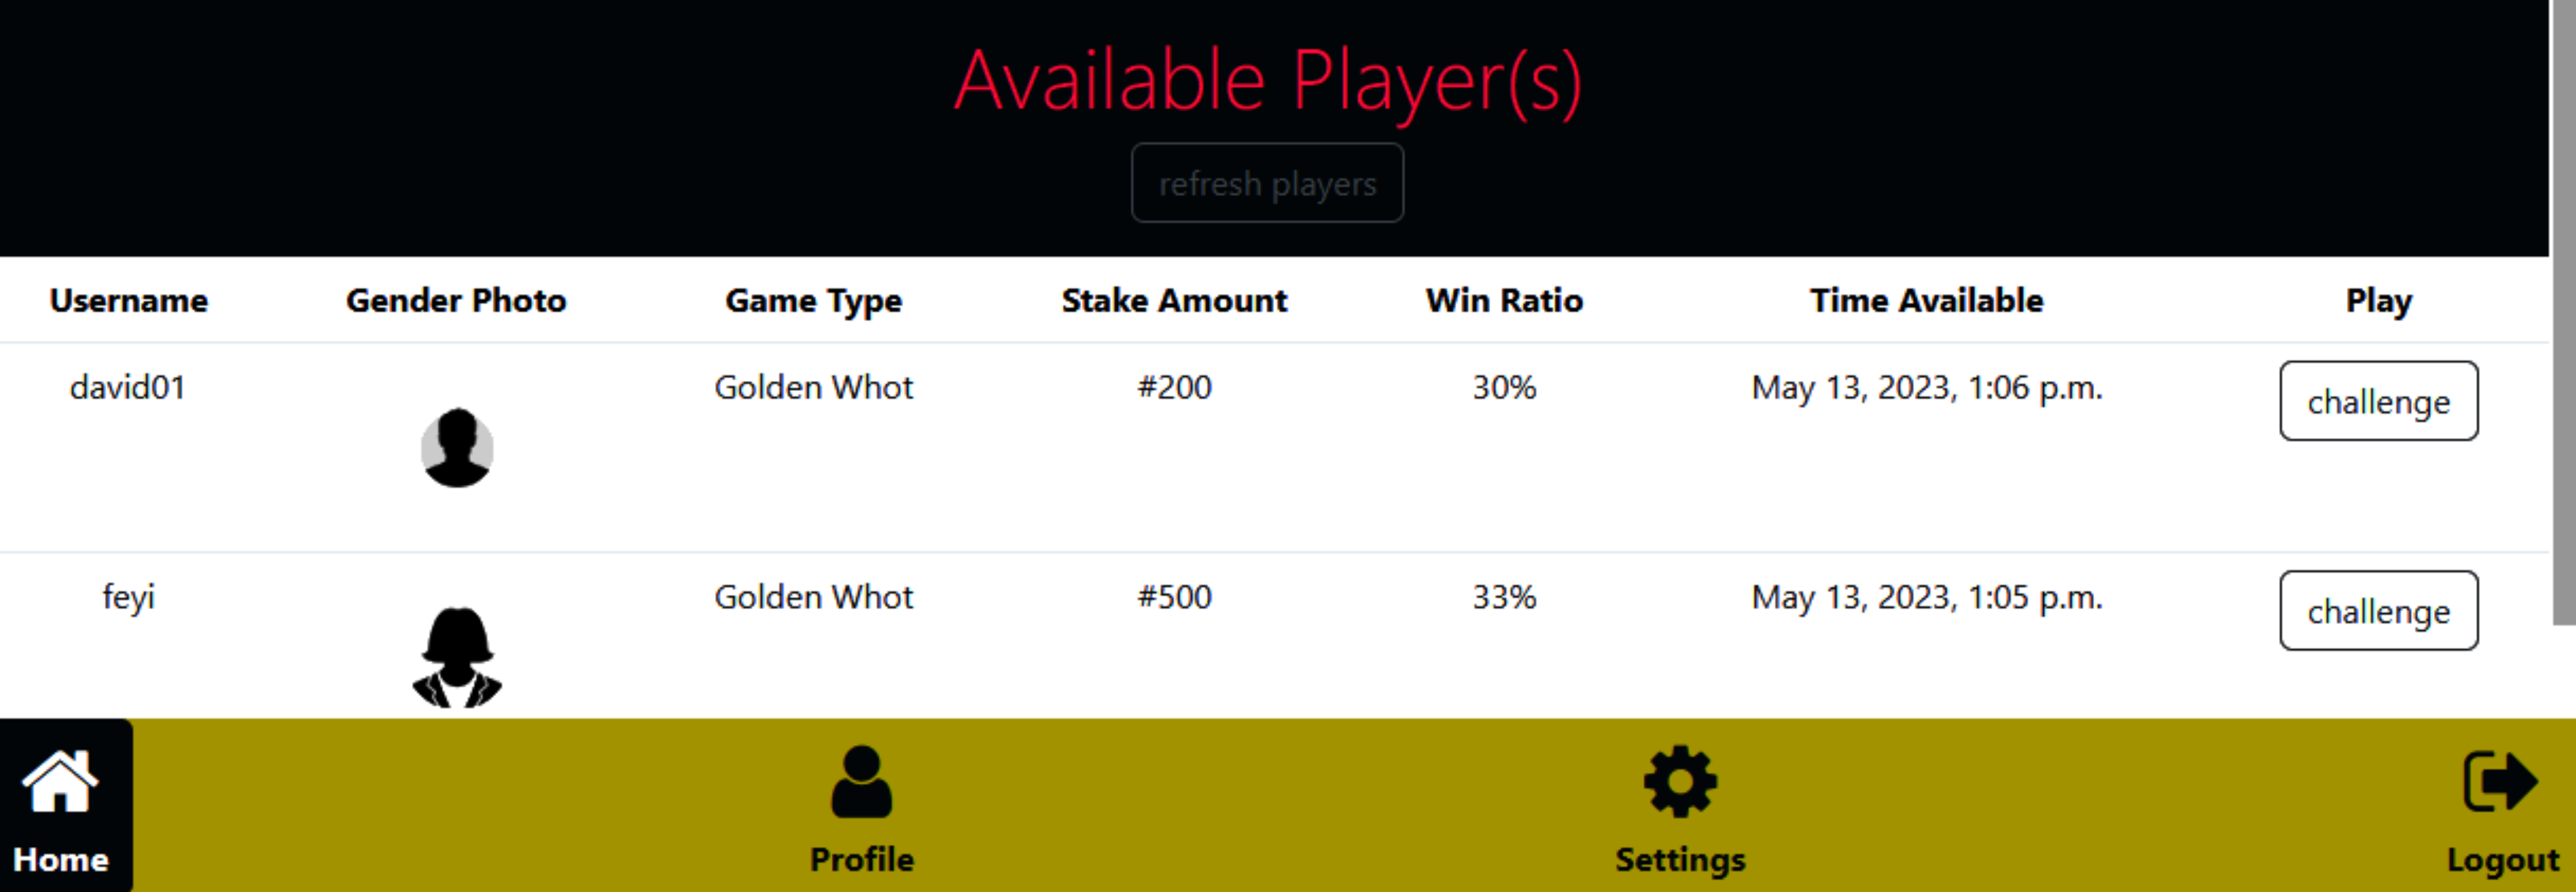 Available Player(s)
refresh players
Username Gender Photo Game Type Stake Amount Win Ratio Time Available Play
david01 Golden Whot #200 30% May 13, 2023, 1:06 p.m. challenge
feyi Golden Whot #500 33% May 13, 2023, 1:05 p.m. challenge
Home Profile Settings Logout